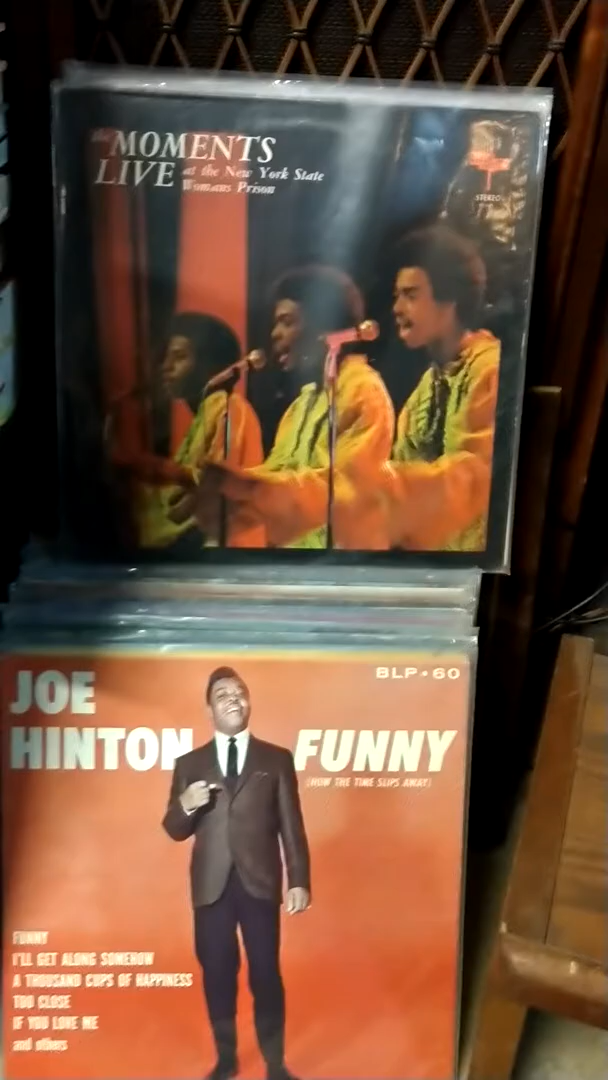 the MOMENTS
LIVE at the New York State
Womans Prison
STEREO
BLP•60
JOE
HINTON
FUNNY
(HOW THE TIME SLIPS AWAY)
FUNNY
I'LL GET ALONG SOMEHOW
A THOUSAND CUPS OF HAPPINESS
TOO CLOSE
IF YOU LOVE ME
and others